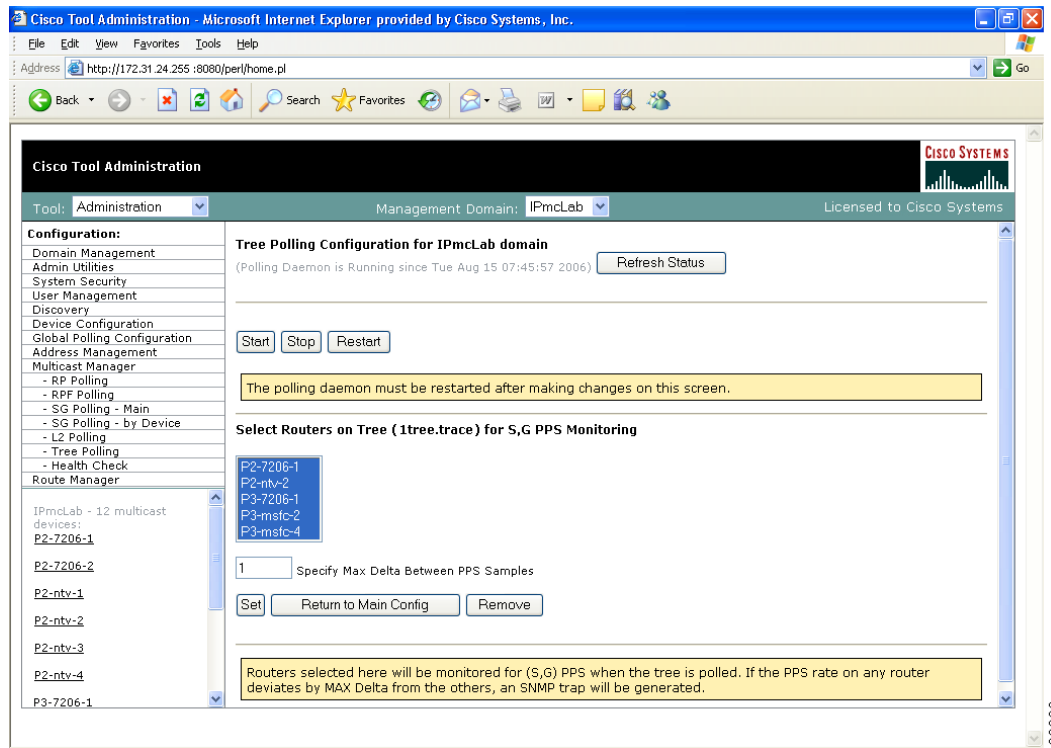 Cisco Tool Administration - Microsoft Internet Explorer provided by Cisco Systems, Inc.
File Edit View Favorites Tools Help
Address http://172.31.24.255 :8080/perl/home.pl Go
Back Search Favorites
Cisco Tool Administration
CISCO SYSTEMS
Tool: Administration Management Domain: IPmcLab Licensed to Cisco Systems
Configuration:
Domain Management
Admin Utilities
System Security
User Management
Discovery
Device Configuration
Global Polling Configuration
Address Management
Multicast Manager
- RP Polling
- RPF Polling
- SG Polling - Main
- SG Polling - by Device
- L2 Polling
- Tree Polling
- Health Check
Route Manager
IPmcLab - 12 multicast
devices:
P2-7206-1
P2-7206-2
P2-ntv-1
P2-ntv-2
P2-ntv-3
P2-ntv-4
P3-7206-1
Tree Polling Configuration for IPmcLab domain
(Polling Daemon is Running since Tue Aug 15 07:45:57 2006) Refresh Status
Start Stop Restart
The polling daemon must be restarted after making changes on this screen.
Select Routers on Tree (1tree.trace) for S,G PPS Monitoring
P2-7206-1
P2-ntv-2
P3-7206-1
P3-msfc-2
P3-msfc-4
1 Specify Max Delta Between PPS Samples
Set Return to Main Config Remove
Routers selected here will be monitored for (S,G) PPS when the tree is polled. If the PPS rate on any router
deviates by MAX Delta from the others, an SNMP trap will be generated.